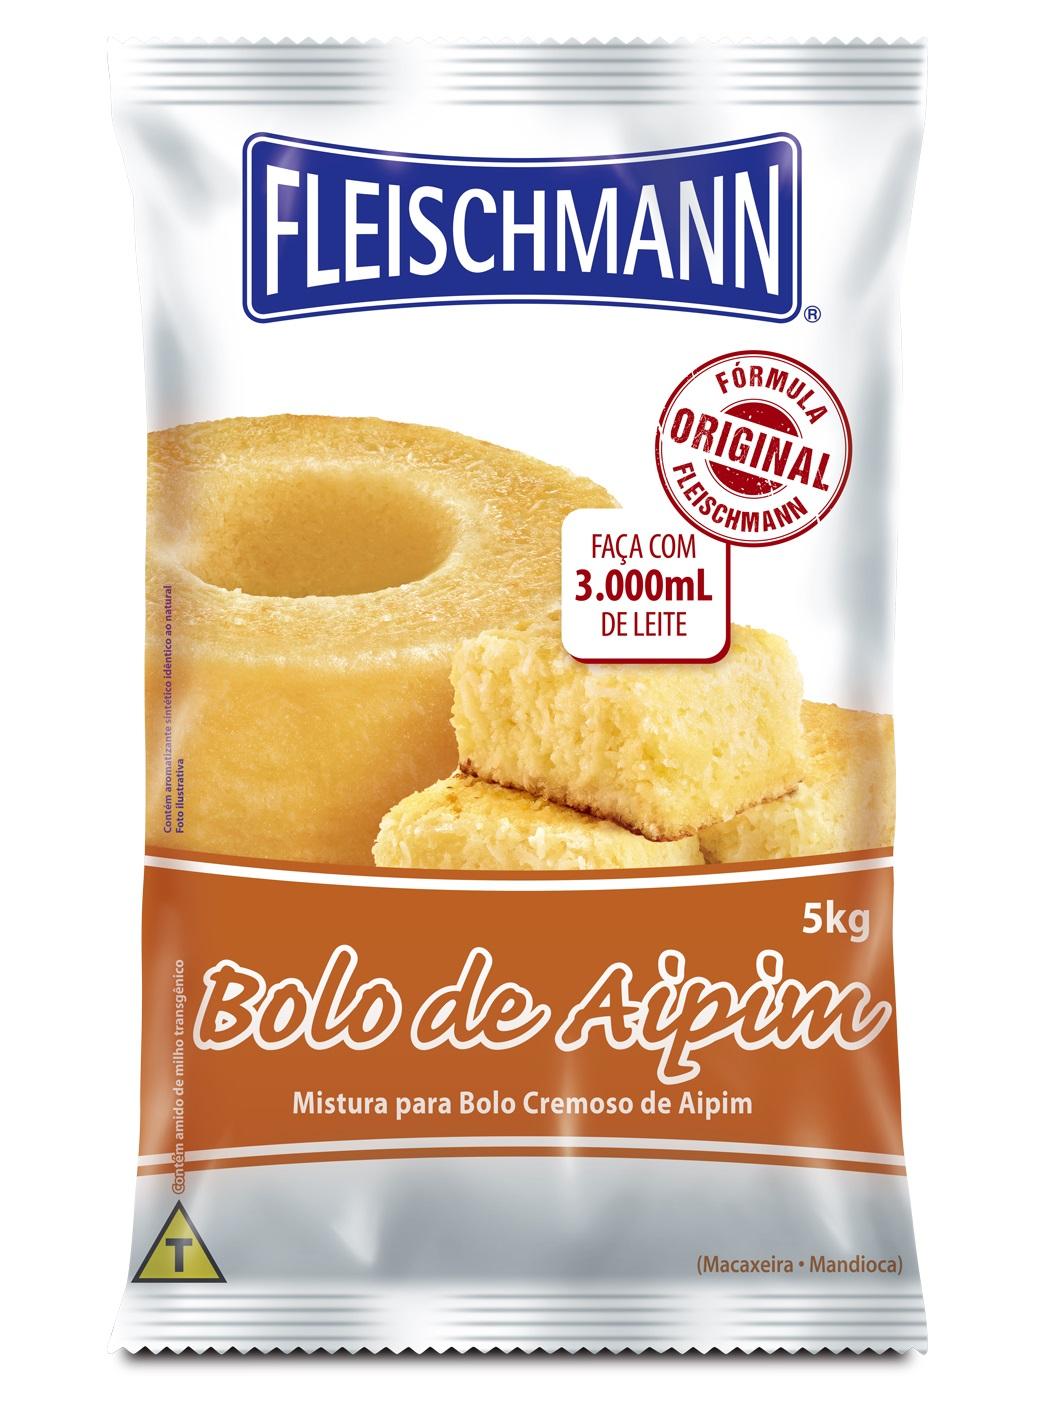 FLEISCHMANN
®
FÓRMULA
ORIGINAL
FLEISCHMANN
FAÇA COM
3.000mL
DE LEITE
Contém aromatizante sintético idêntico ao natural
Foto ilustrativa
5kg
Bolo de Aipim
Mistura para Bolo Cremoso de Aipim
Contém amido de milho transgênico
T
(Macaxeira • Mandioca)